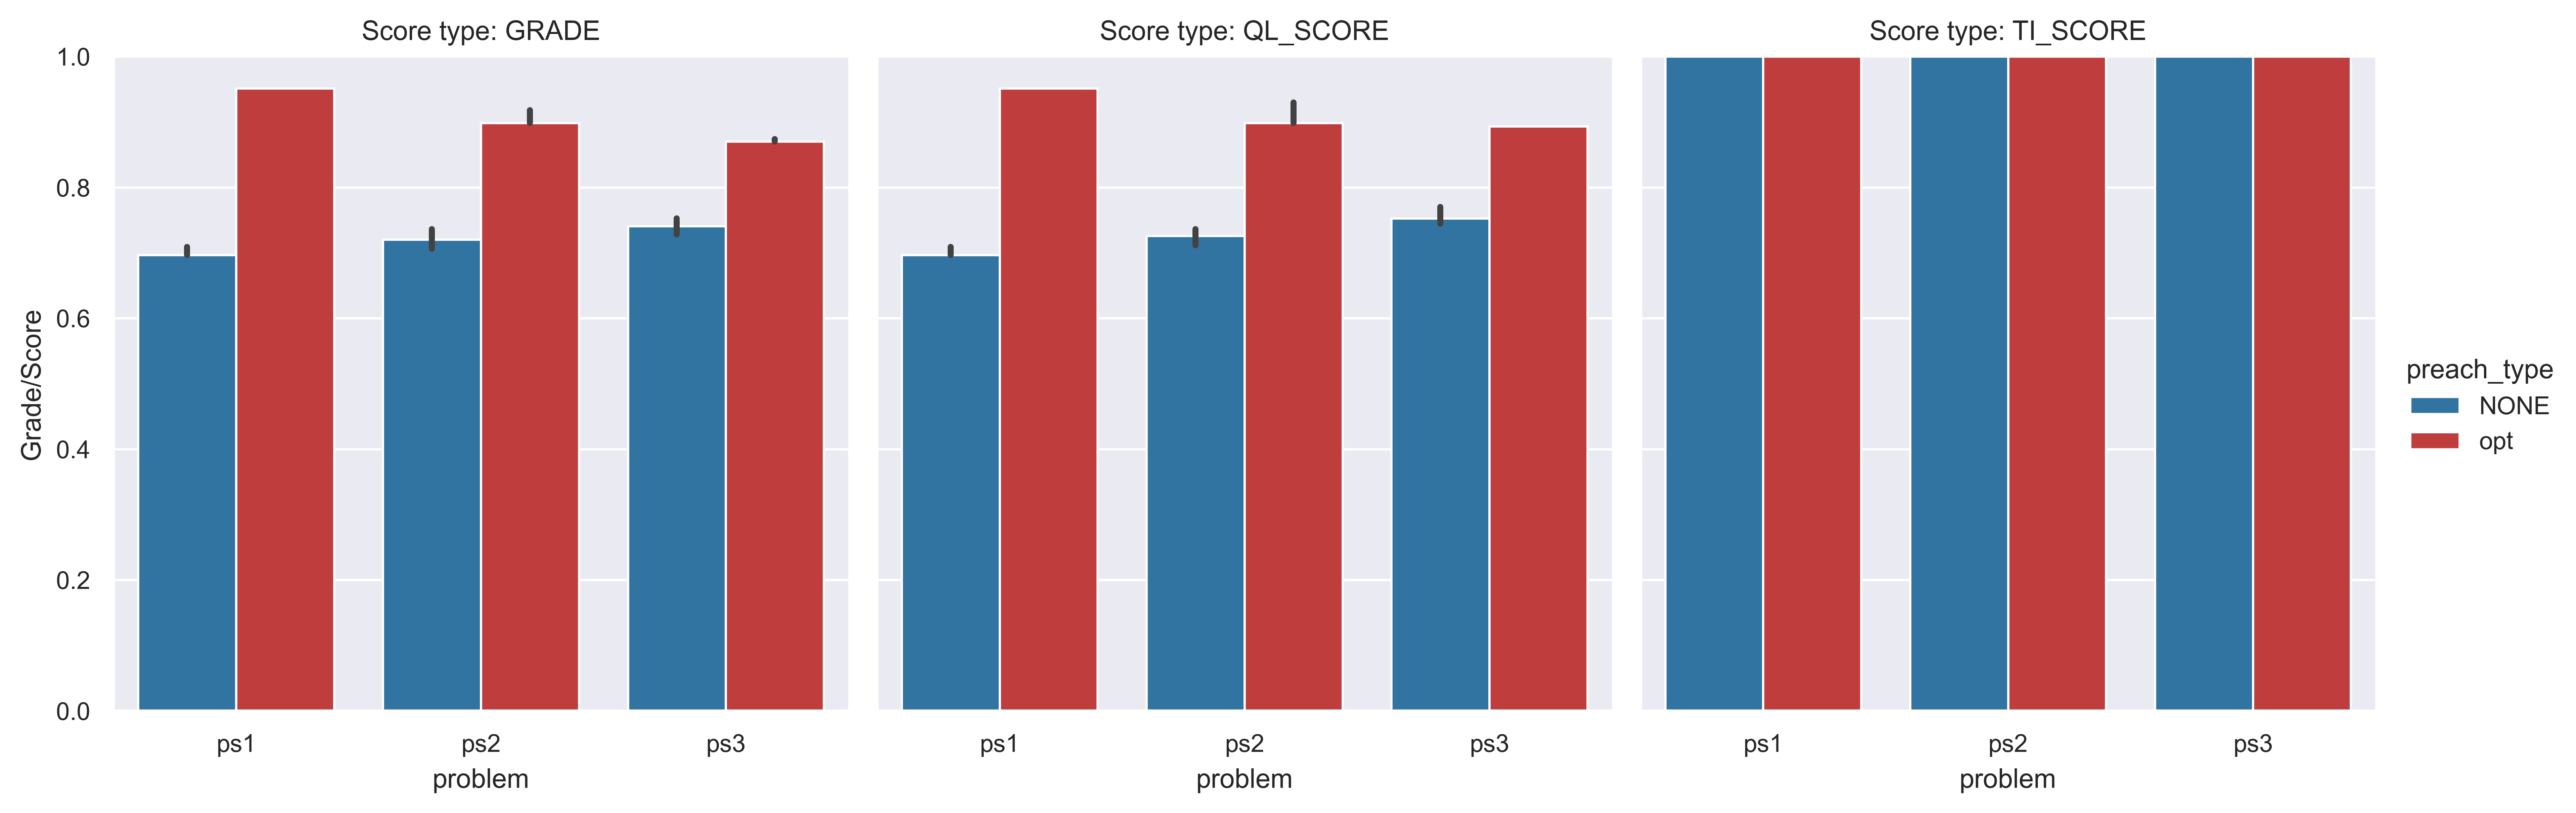 Score type: GRADE
Score type: QL_SCORE
Score type: TI_SCORE
Grade/Score
1.0
0.8
0.6
0.4
0.2
0.0
ps1 ps2 ps3
problem
ps1 ps2 ps3
problem
ps1 ps2 ps3
problem
preach_type
NONE
opt